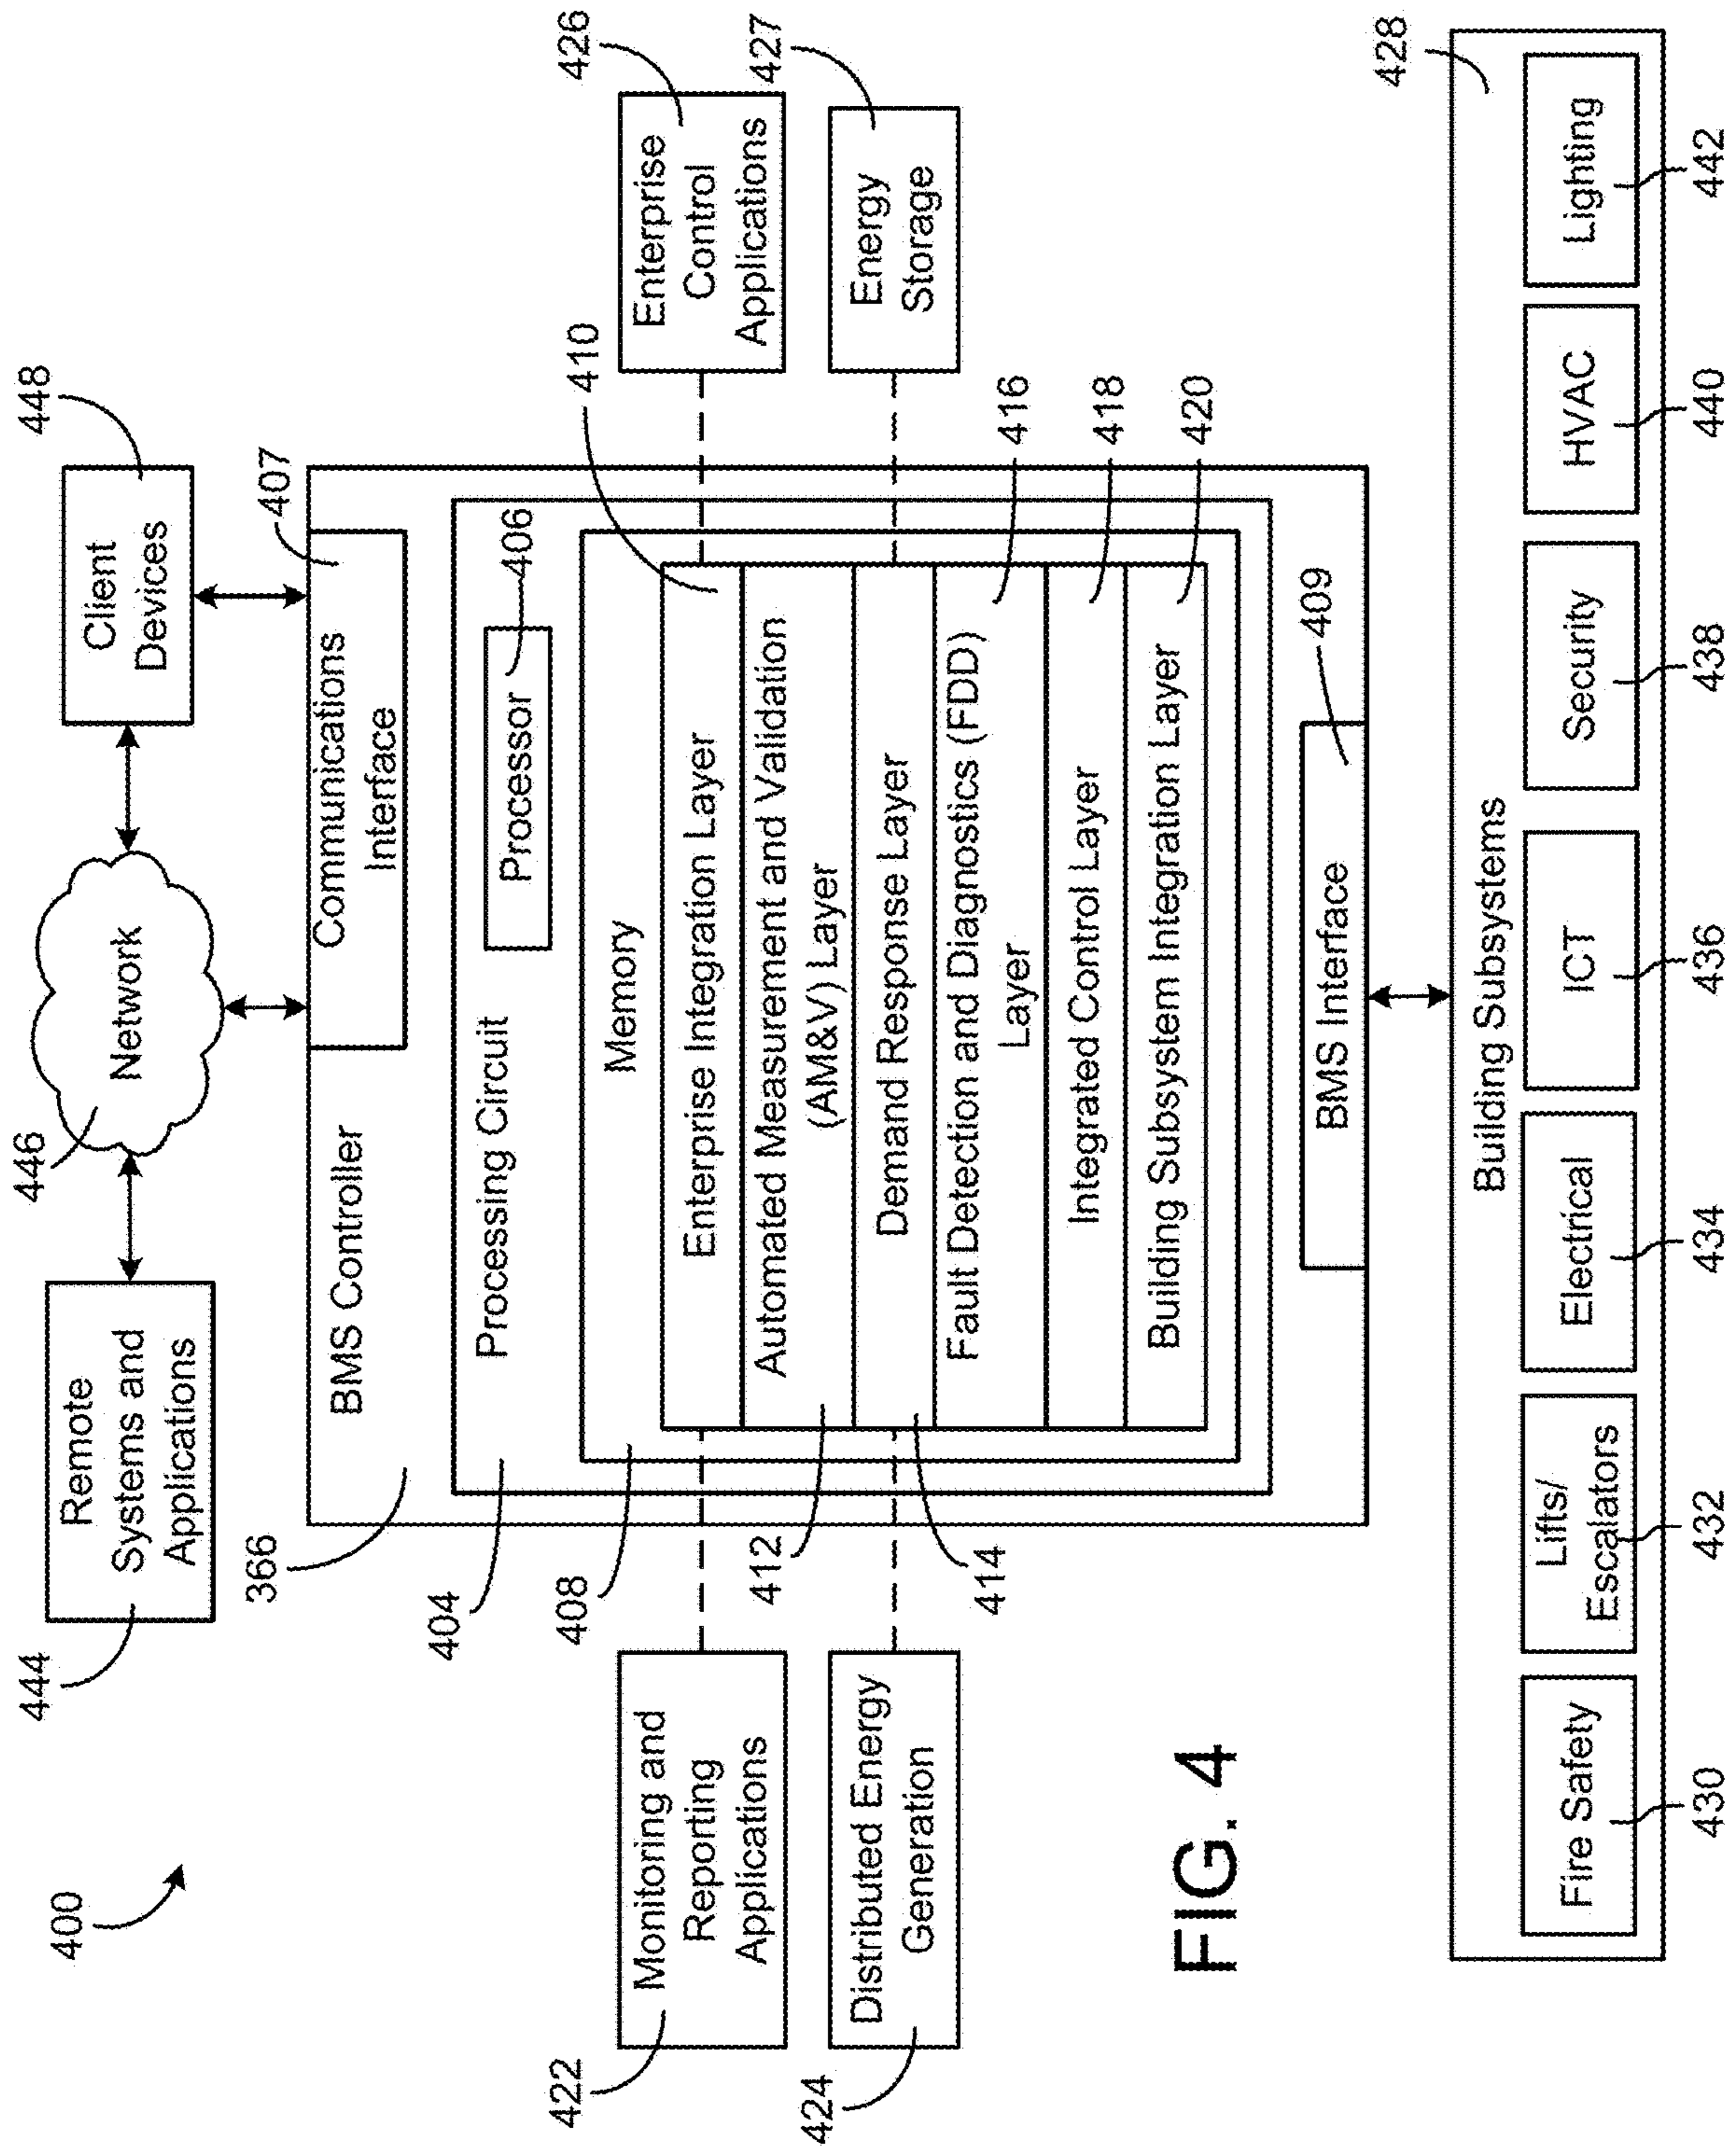 400
444
Remote
Systems and
Applications
446
Network
Client
Devices
448
366
BMS Controller
Communications
Interface
407
404
Processing Circuit
Processor
406
408
Memory
410
Enterprise Integration Layer
Automated Measurement and Validation
(AM&V) Layer
412
Demand Response Layer
414
Fault Detection and Diagnostics (FDD)
Layer
416
Integrated Control Layer
418
Building Subsystem Integration Layer
420
BMS Interface
409
422
Monitoring and
Reporting
Applications
424
Distributed Energy
Generation
Enterprise
Control
Applications
426
Energy
Storage
427
FIG. 4
Building Subsystems
428
Fire Safety
Lifts/
Escalators
Electrical
ICT
Security
HVAC
Lighting
430
432
434
436
438
440
442